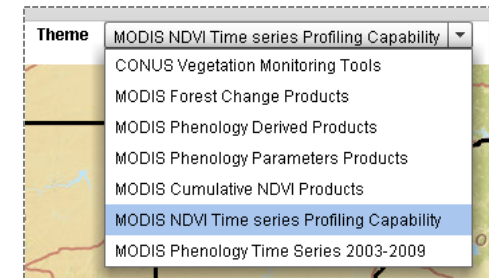 Theme MODIS NDVI Time series Profiling Capability
CONUS Vegetation Monitoring Tools
MODIS Forest Change Products
MODIS Phenology Derived Products
MODIS Phenology Parameters Products
MODIS Cumulative NDVI Products
MODIS NDVI Time series Profiling Capability
MODIS Phenology Time Series 2003-2009